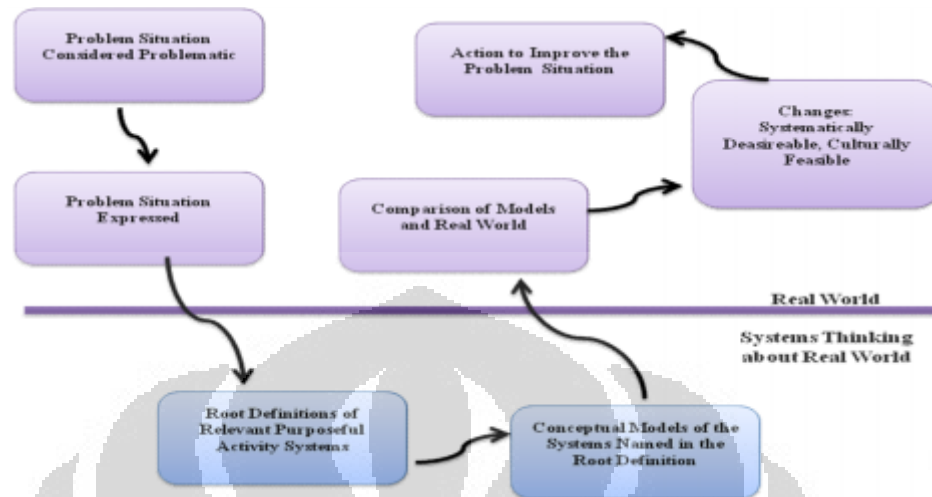 Problem Situation
Considered Problematic
Problem Situation
Expressed
Root Definitions of
Relevant Purposeful
Activity Systems
Conceptual Models of the
Systems Named in the
Root Definition
Comparison of Models
and Real World
Changes:
Systematically
Deasireable, Culturally
Feasible
Action to Improve the
Problem Situation
Real World
Systems Thinking
about Real World